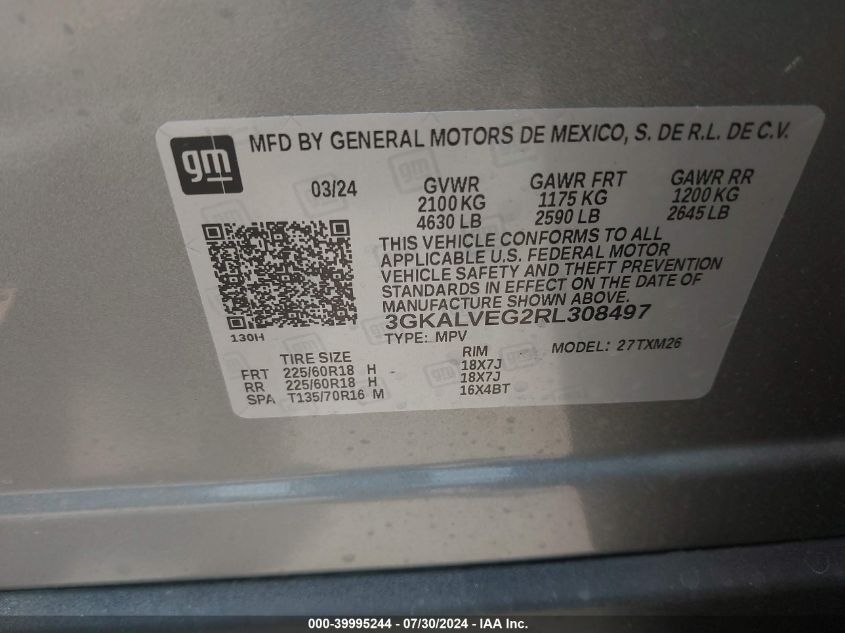 gm
MFD BY GENERAL MOTORS DE MEXICO, S. DE R.L. DE C.V.
03/24 GVWR GAWR FRT GAWR RR
2100 KG 1175 KG 1200 KG
4630 LB 2590 LB 2645 LB
THIS VEHICLE CONFORMS TO ALL
APPLICABLE U.S. FEDERAL MOTOR
VEHICLE SAFETY AND THEFT PREVENTION
STANDARDS IN EFFECT ON THE DATE OF
MANUFACTURE SHOWN ABOVE.
3GKALVEG2RL308497
130H
TYPE: MPV MODEL: 27TXM26
TIRE SIZE RIM
FRT 225/60R18 H - 18X7J
RR 225/60R18 H 18X7J
SPA T135/70R16 M 16X4BT
000-39995244 / 07/30/2024 - IAA Inc.